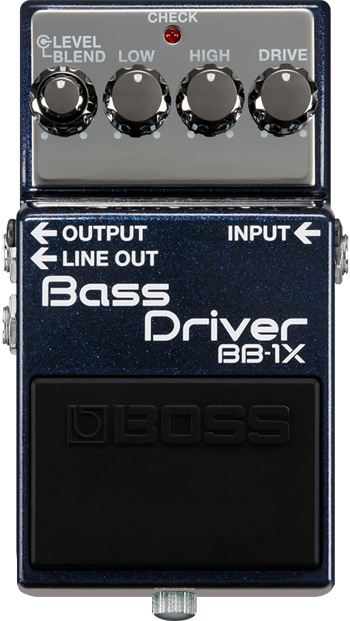 CHECK
LEVEL
BLEND
LOW
HIGH
DRIVE
OUTPUT
INPUT
LINE OUT
Bass
Driver
BB-1X
BOSS